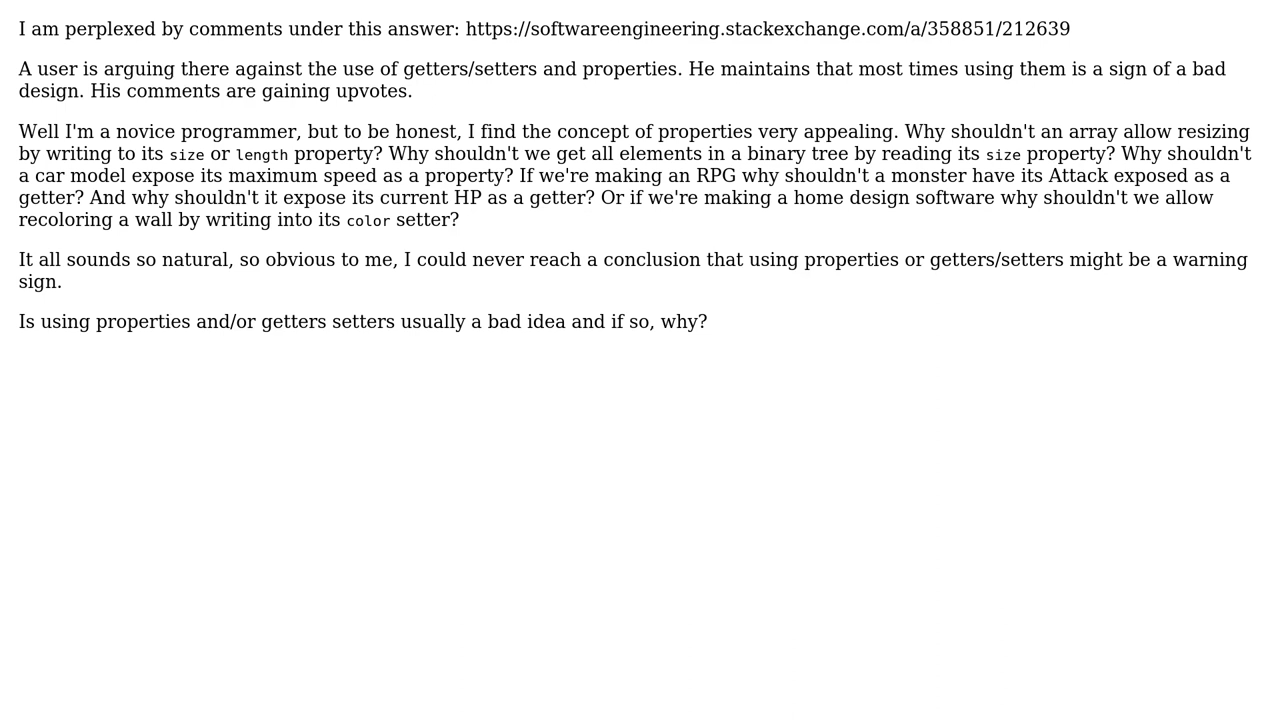 I am perplexed by comments under this answer: https://softwareengineering.stackexchange.com/a/358851/212639
A user is arguing there against the use of getters/setters and properties. He maintains that most times using them is a sign of a bad
design. His comments are gaining upvotes.
Well I'm a novice programmer, but to be honest, I find the concept of properties very appealing. Why shouldn't an array allow resizing
by writing to its size or length property? Why shouldn't we get all elements in a binary tree by reading its size property? Why shouldn't
a car model expose its maximum speed as a property? If we're making an RPG why shouldn't a monster have its Attack exposed as a
getter? And why shouldn't it expose its current HP as a getter? Or if we're making a home design software why shouldn't we allow
recoloring a wall by writing into its color setter?
It all sounds so natural, so obvious to me, I could never reach a conclusion that using properties or getters/setters might be a warning
sign.
Is using properties and/or getters setters usually a bad idea and if so, why?